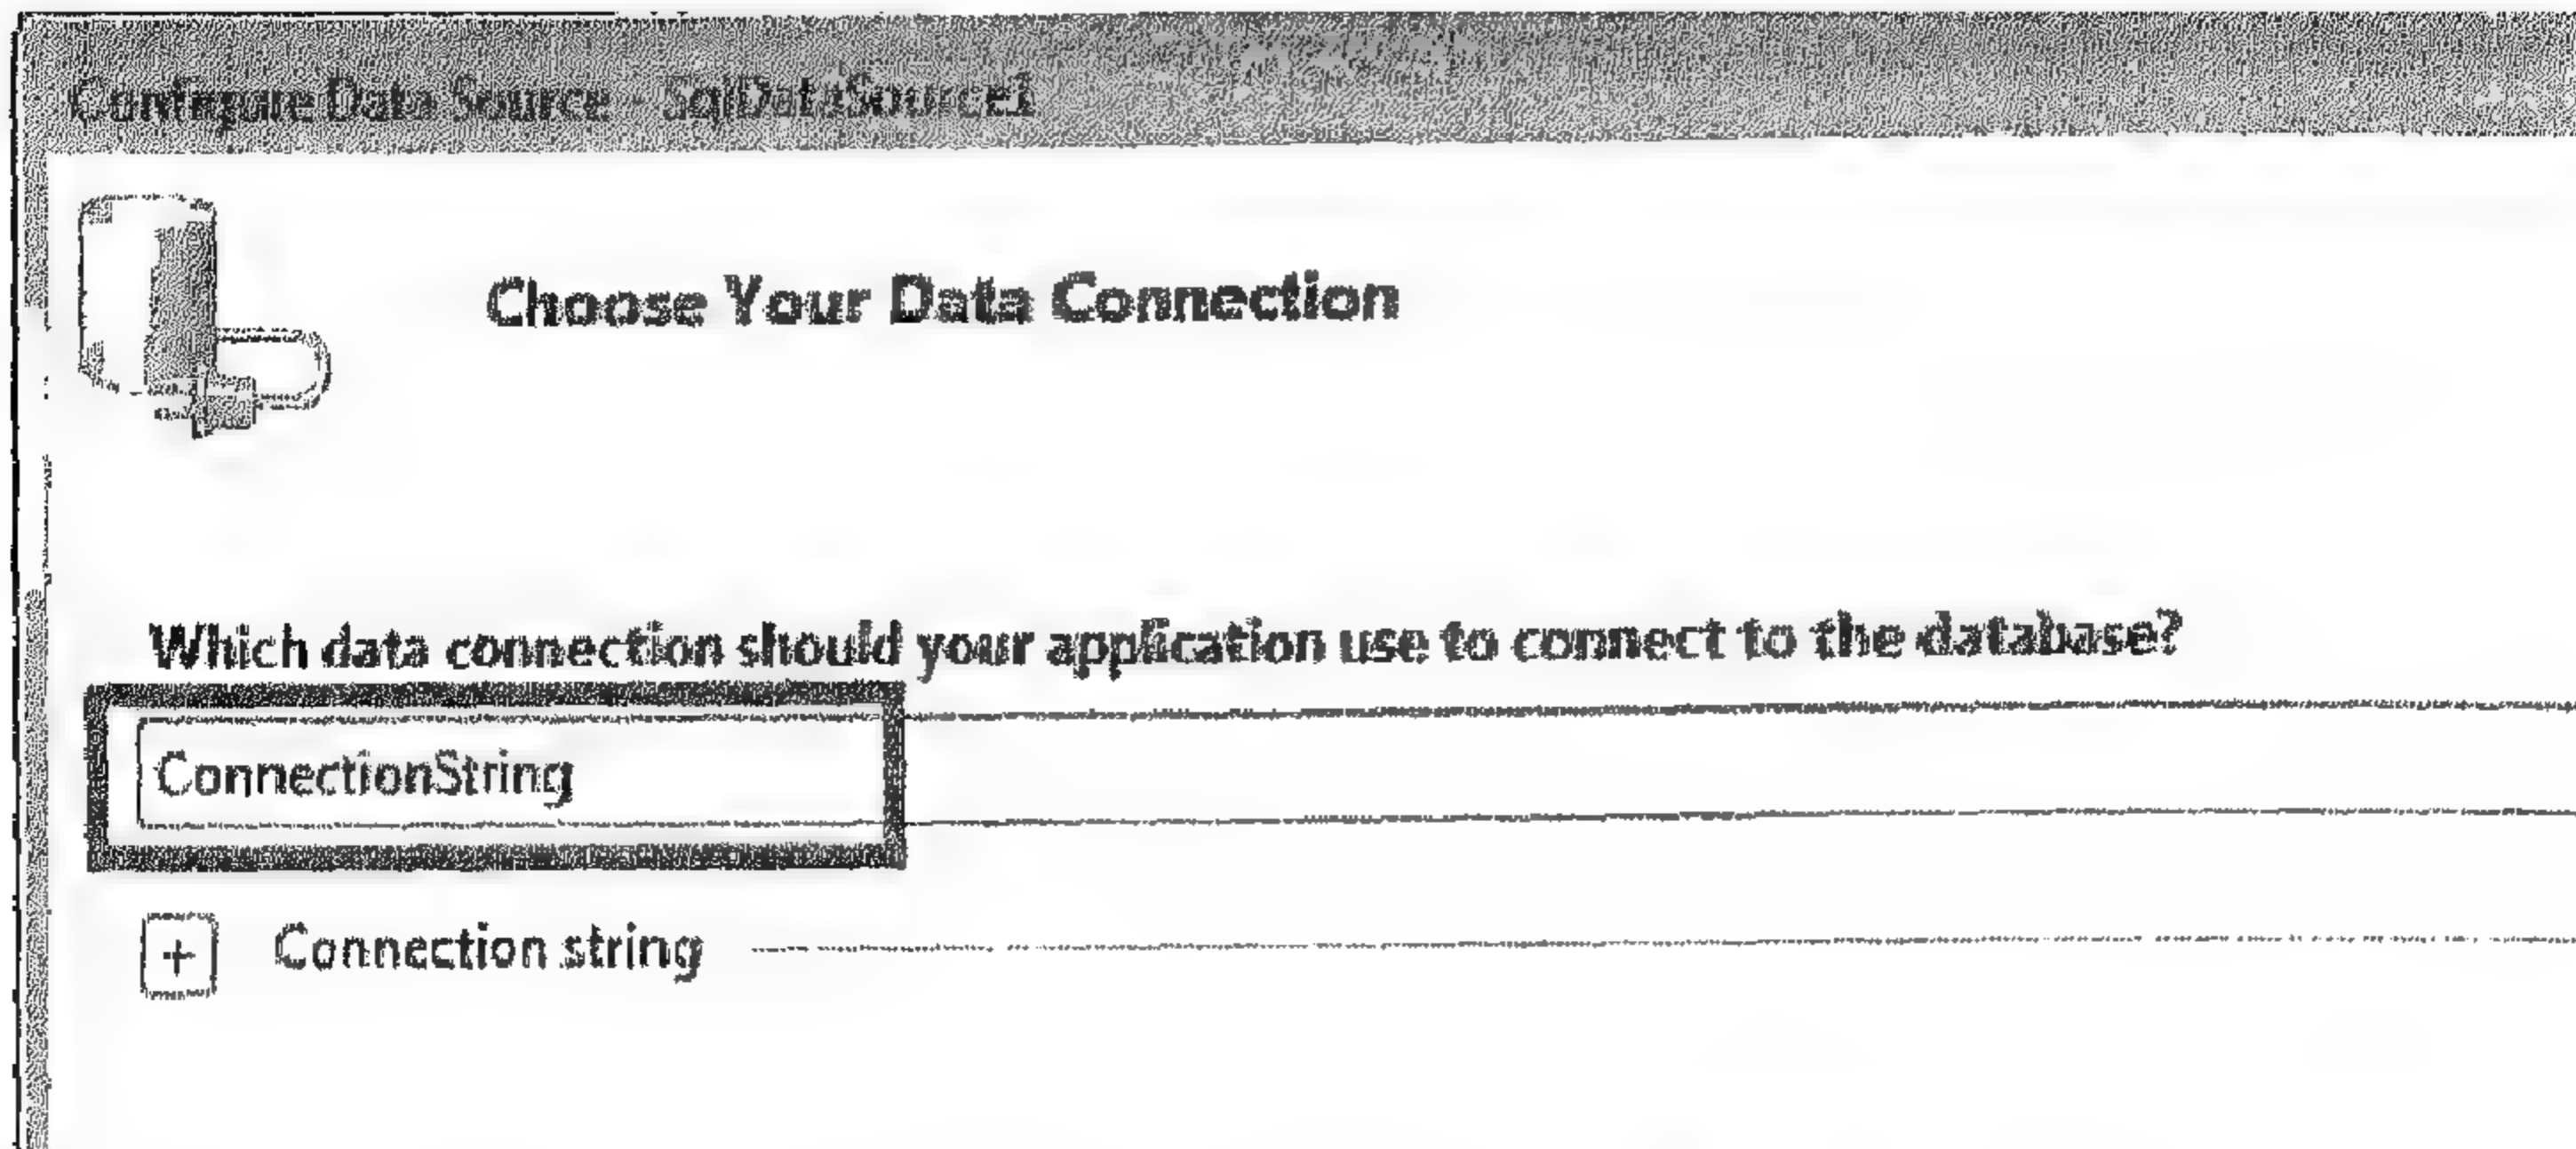 Configure Data Source - SqlDataSource1
Choose Your Data Connection
Which data connection should your application use to connect to the database?
ConnectionString
+ Connection string